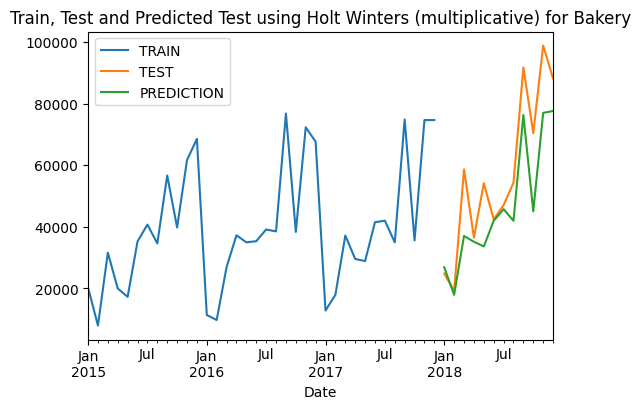 Train, Test and Predicted Test using Holt Winters (multiplicative) for Bakery
TRAIN
TEST
PREDICTION
100000
80000
60000
40000
20000
Jan Jul Jan Jul Jan Jul Jan Jul
2015 2016 2017 2018
Date